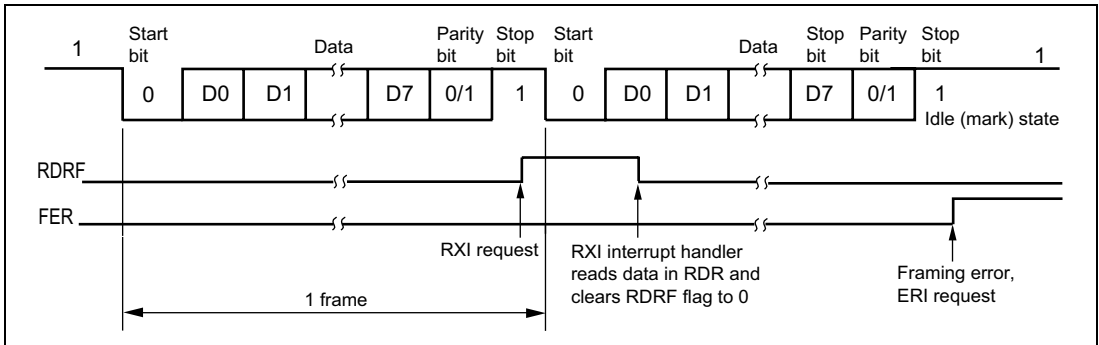 1
Start bit
Data
Parity bit
Stop bit
Start bit
Data
Stop bit
Parity bit
Stop bit
1
0
D0
D1
D7
0/1
1
0
D0
D1
D7
0/1
1
Idle (mark) state
RDRF
FER
RXI request
RXI interrupt handler
reads data in RDR and
clears RDRF flag to 0
Framing error,
ERI request
1 frame